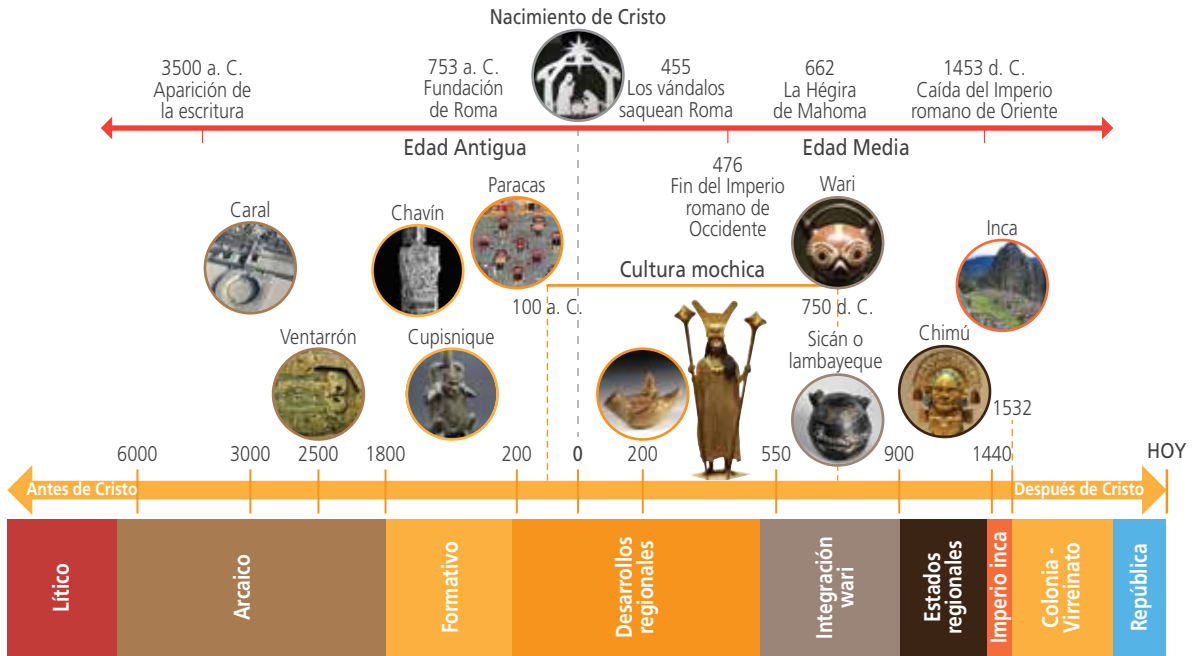 Nacimiento de Cristo
3500 a. C.
Aparición de
la escritura
753 a. C.
Fundación
de Roma
455
Los vándalos
saquean Roma
662
La Hégira
de Mahoma
1453 d. C.
Caída del Imperio
romano de Oriente
Edad Antigua
Edad Media
476
Fin del Imperio
romano de
Occidente
Caral
Chavín
Paracas
Wari
Inca
Cultura mochica
100 a. C.
750 d. C.
Ventarrón
Cupisnique
Sicán o
lambayeque
Chimú
1532
6000
3000
2500
1800
200
0
200
550
900
1440
HOY
Antes de Cristo
Después de Cristo
Lítico
Arcaico
Formativo
Desarrollos
regionales
Integración
wari
Estados
regionales
Imperio inca
Colonia -
Virreinato
República